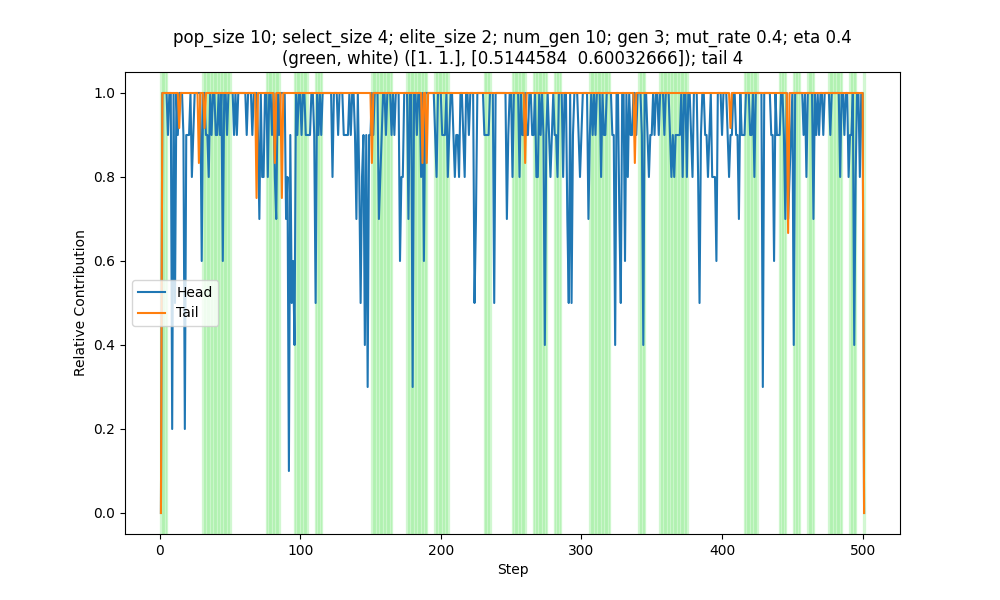 pop_size 10; select_size 4; elite_size 2; num_gen 10; gen 3; mut_rate 0.4; eta 0.4
(green, white) ([1. 1.], [0.5144584  0.60032666]); tail 4
1.0
0.8
0.6
0.4
0.2
0.0
Relative Contribution
Head
Tail
0
100
200
300
400
500
Step